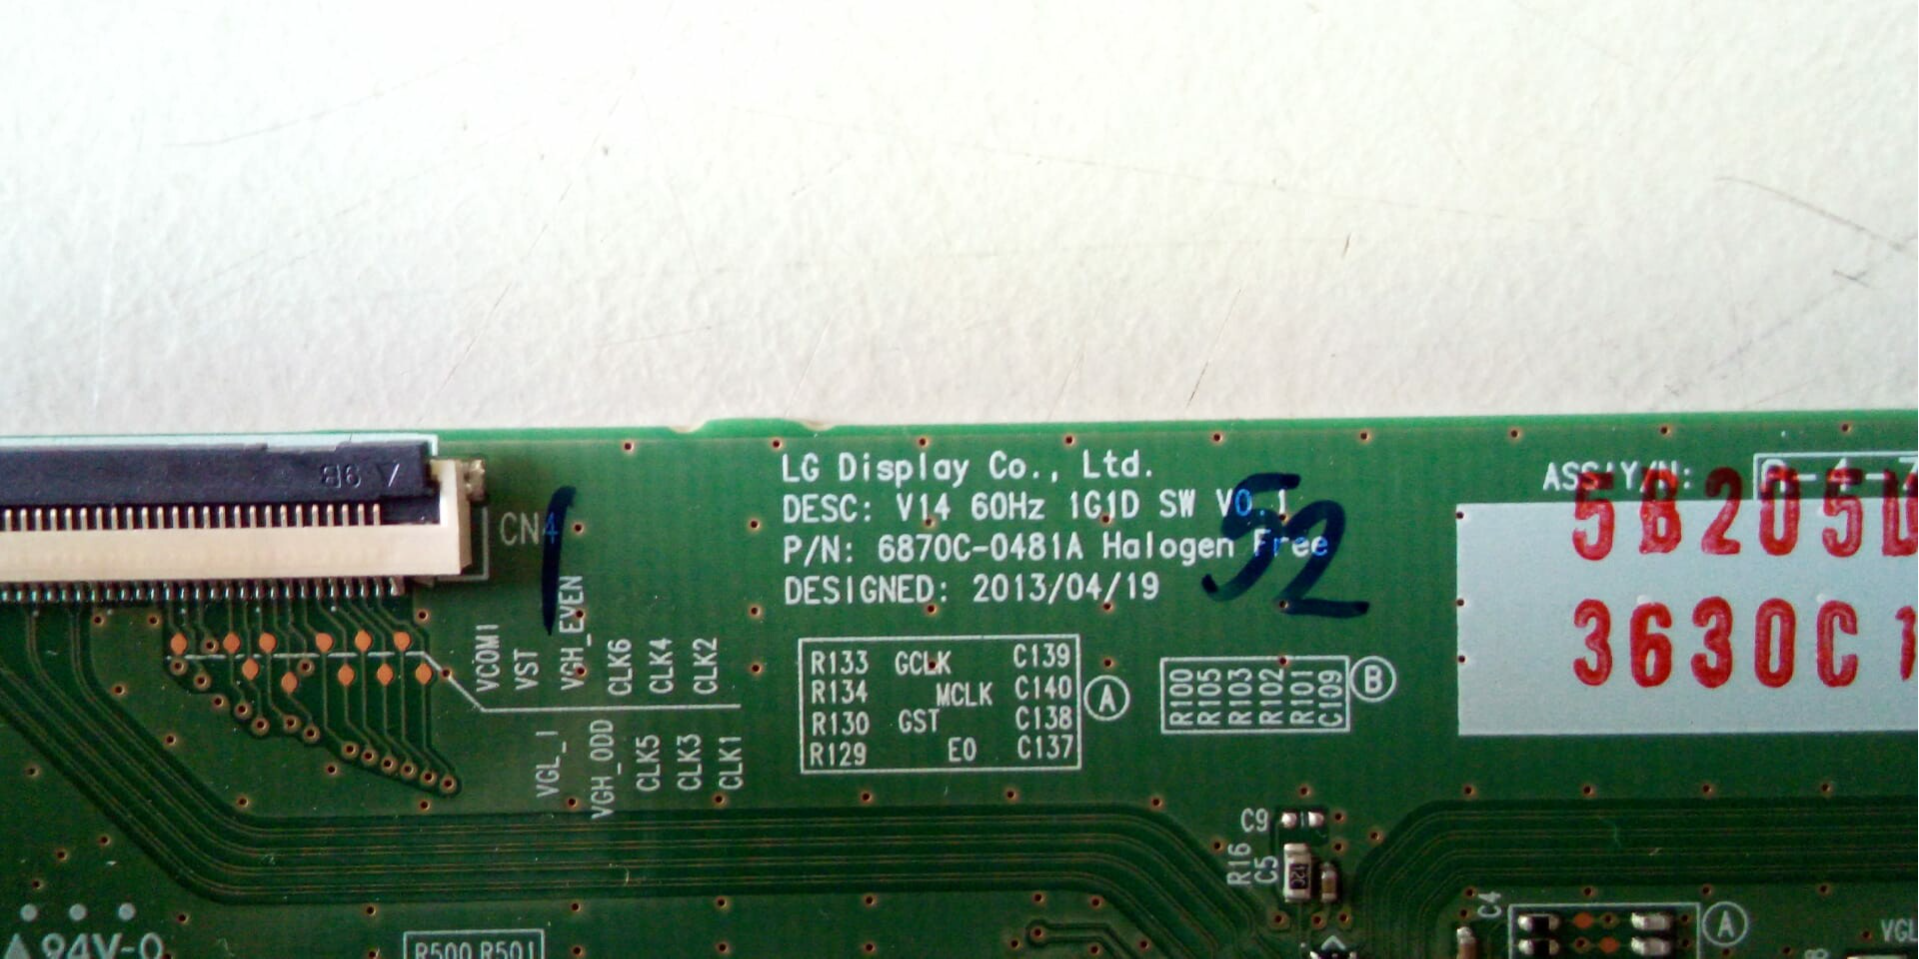 LG Display Co., Ltd.
DESC: V14 60Hz 1G1D SW V0.1
P/N: 6870C-0481A Halogen Free
DESIGNED: 2013/04/19
52
1
ASS'Y/N:
5B205
3630C 1
CN4
VCOM1
VST
VGH_EVEN
CLK6
CLK4
CLK2
VGL_I
VGH_ODD
CLK5
CLK3
CLK1
R133 GCLK C139
R134 MCLK C140
R130 GST C138
R129 EO C137
A
R100
R105
R103
R102
R101
C109
B
C9
R16
C5
C4
A
VGL
94V-0
R500 R501